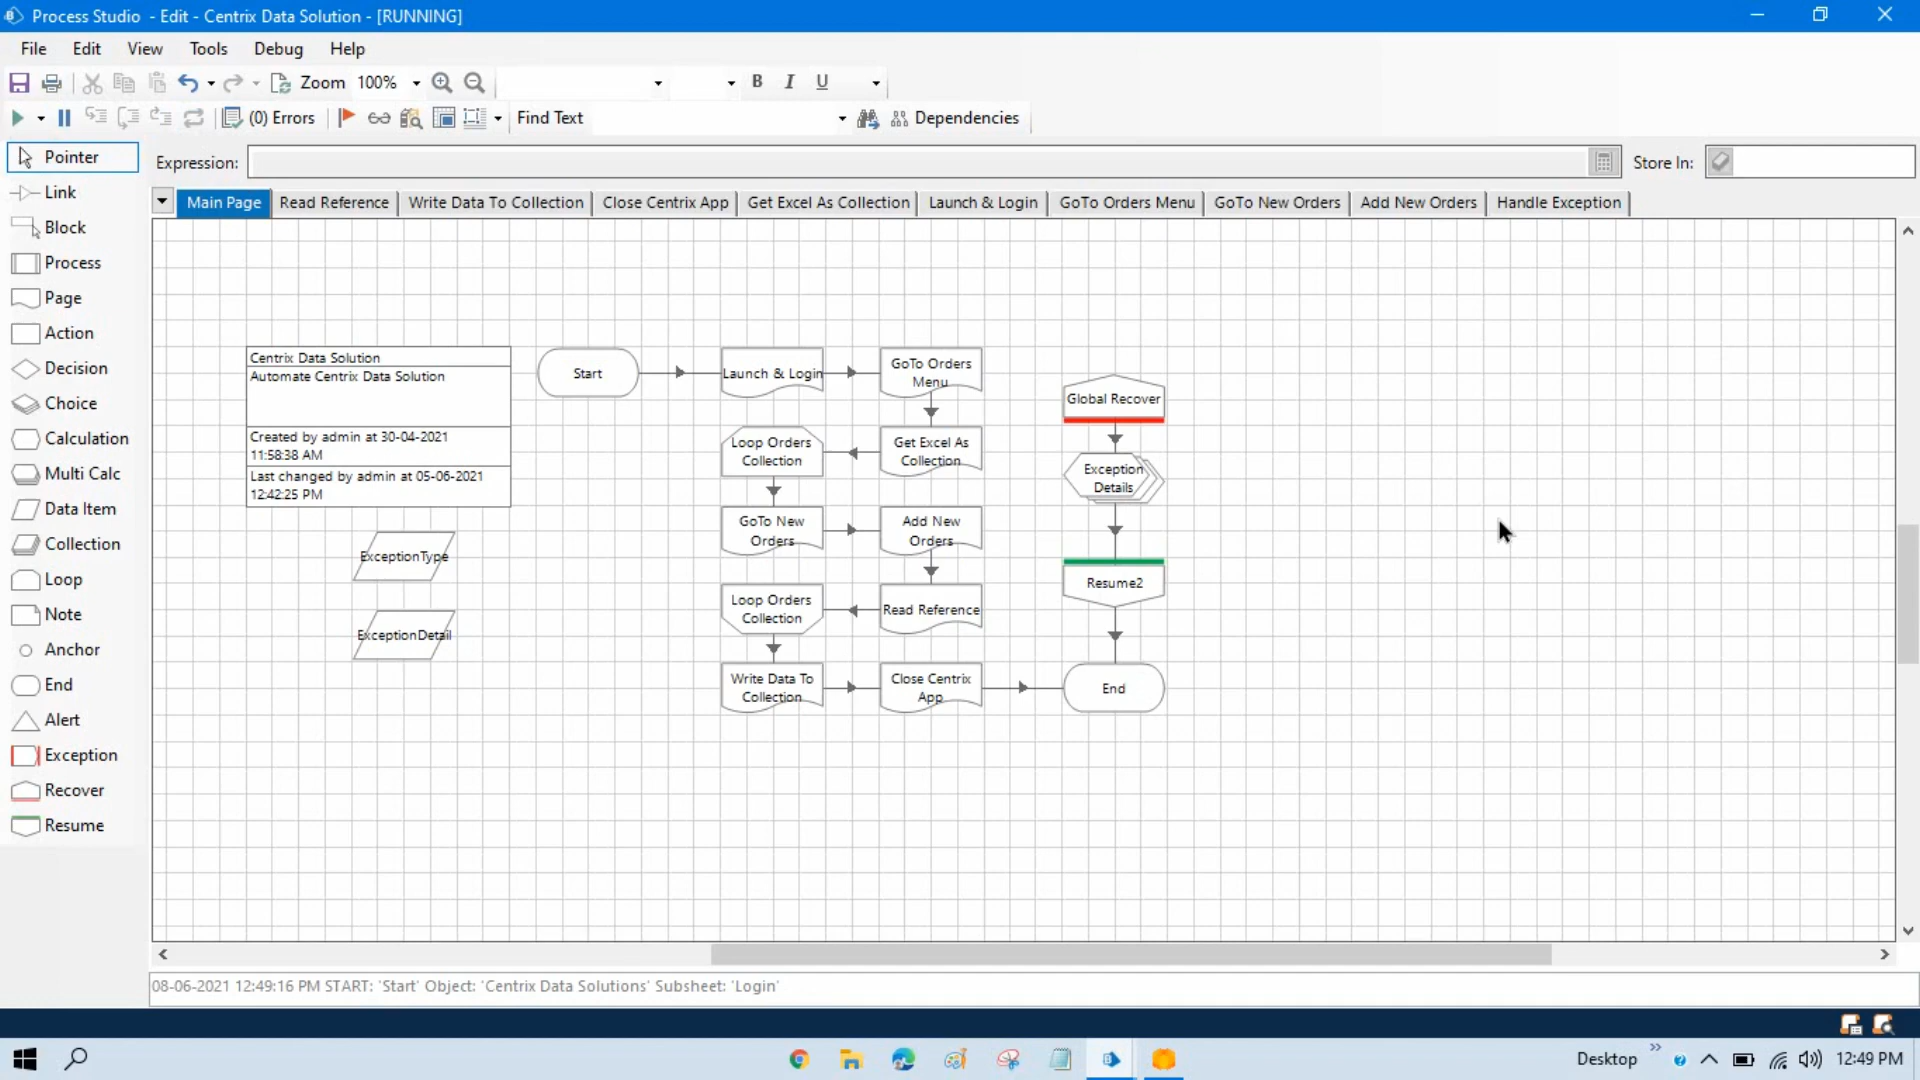 Process Studio - Edit - Centrix Data Solution - [RUNNING]
File Edit View Tools Debug Help
Zoom 100% B I U
(0) Errors Find Text Dependencies
Pointer
Link
Block
Process
Page
Action
Decision
Choice
Calculation
Multi Calc
Data Item
Collection
Loop
Note
Anchor
End
Alert
Exception
Recover
Resume
Expression: Store In:
Main Page Read Reference Write Data To Collection Close Centrix App Get Excel As Collection Launch & Login GoTo Orders Menu GoTo New Orders Add New Orders Handle Exception
Centrix Data Solution
Automate Centrix Data Solution
Created by admin at 30-04-2021
11:58:38 AM
Last changed by admin at 05-06-2021
12:42:25 PM
ExceptionType
ExceptionDetail
Start
Launch & Login
GoTo Orders
Menu
Loop Orders
Collection
Get Excel As
Collection
GoTo New
Orders
Add New
Orders
Loop Orders
Collection
Read Reference
Write Data To
Collection
Close Centrix
App
Global Recover
Exception
Details
Resume2
End
08-06-2021 12:49:16 PM START: 'Start' Object: 'Centrix Data Solutions' Subsheet: 'Login'
Desktop 12:49 PM